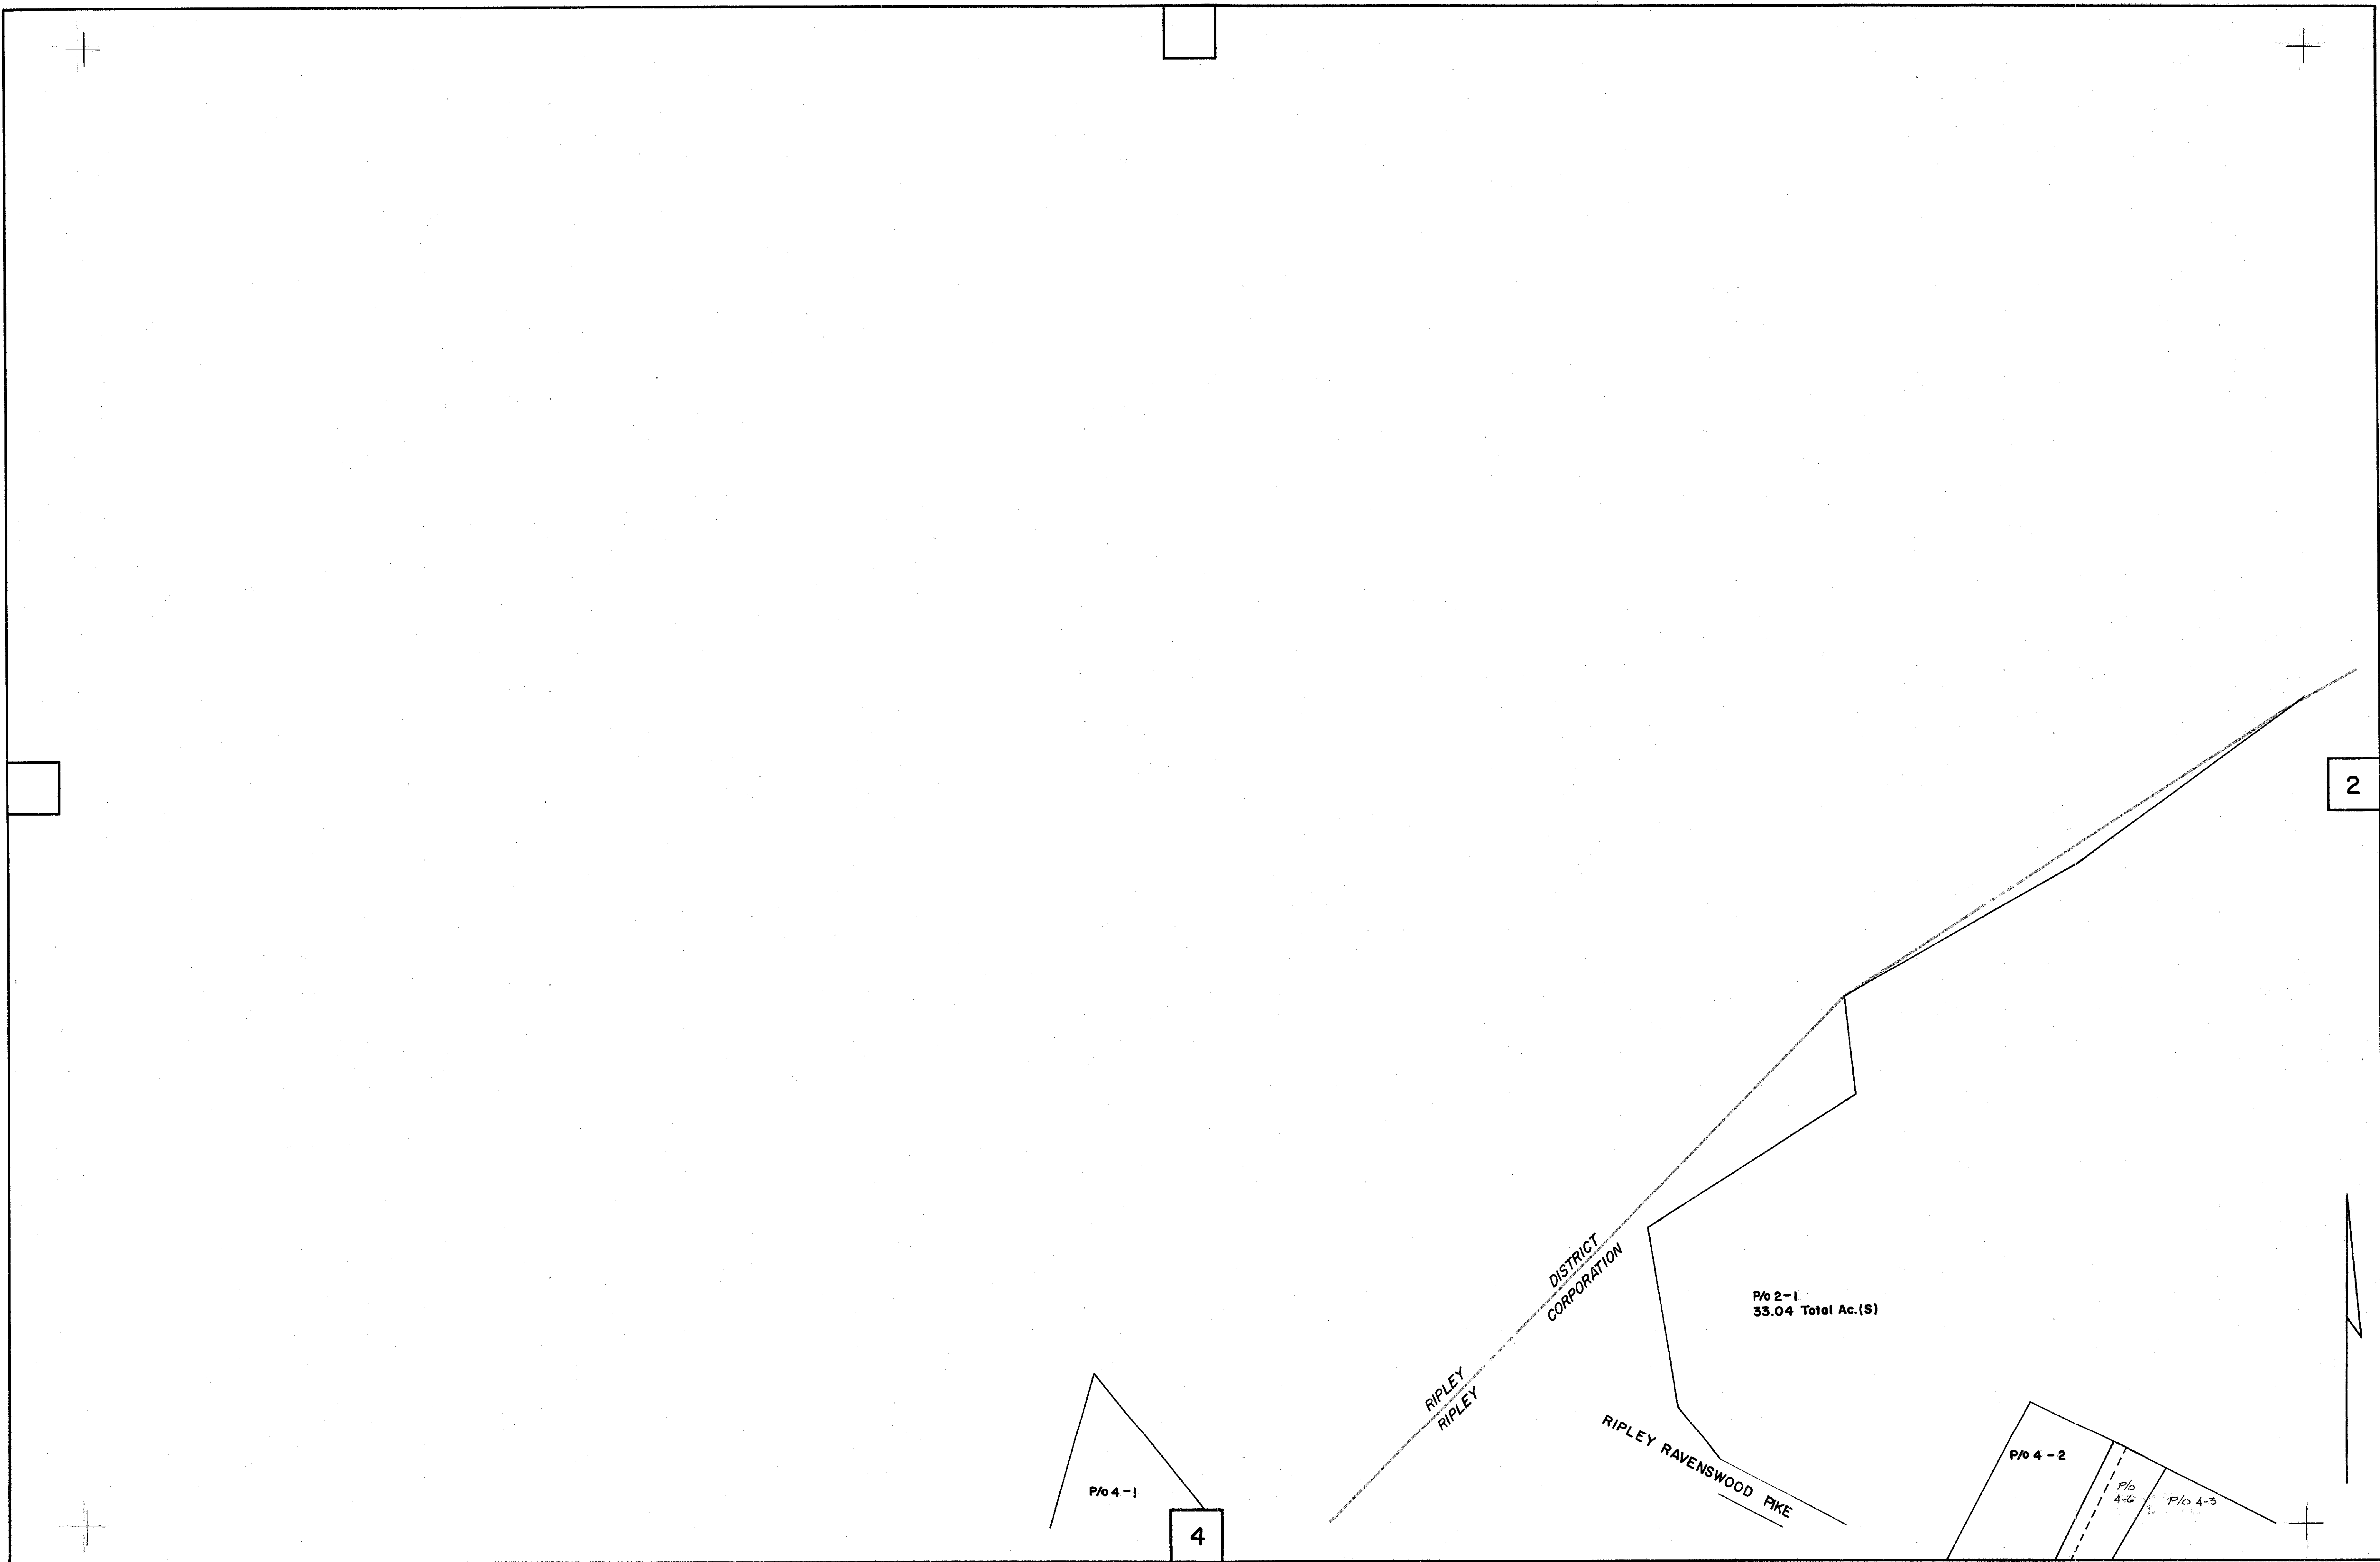 2
DISTRICT
CORPORATION
P/o 2-1
33.04 Total Ac.(S)
RIPLEY
RIPLEY
RIPLEY RAVENSWOOD PIKE
P/o 4-2
P/o 4-1
P/o
4-6
P/o 4-3
4